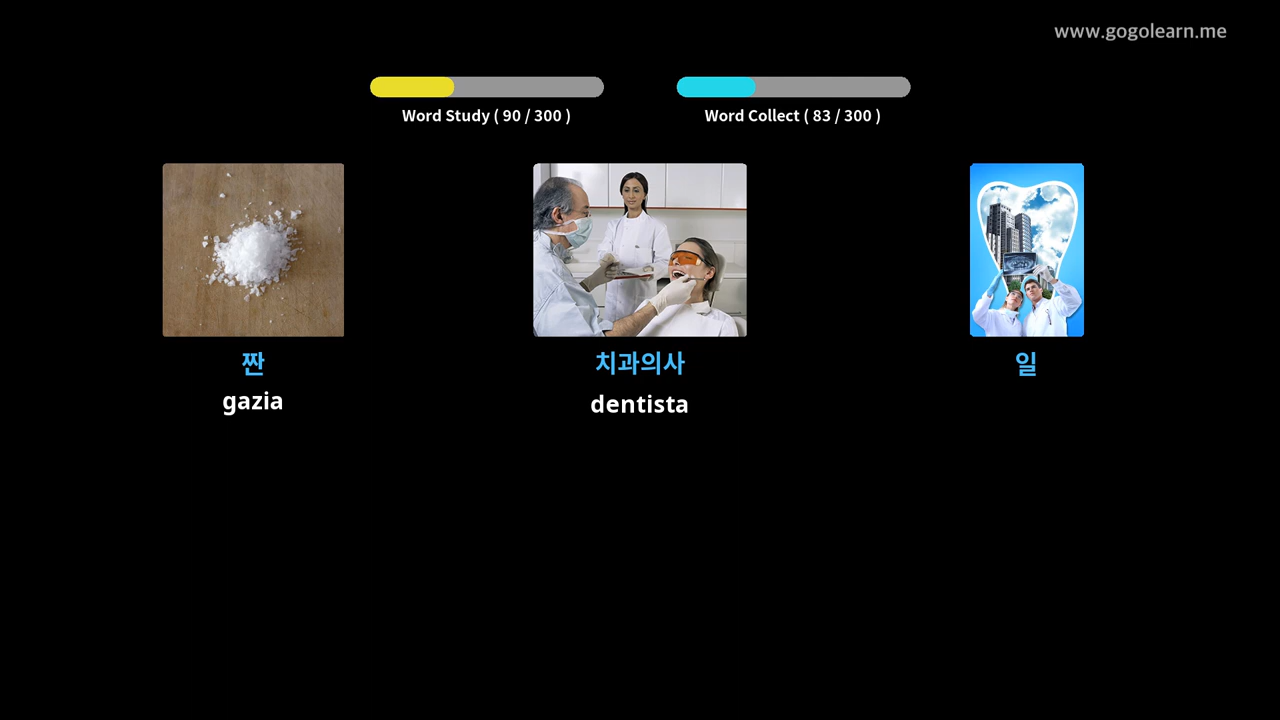 www.gogolearn.me
Word Study ( 90 / 300 )
Word Collect ( 83 / 300 )
짠
치과의사
일
gazia
dentista